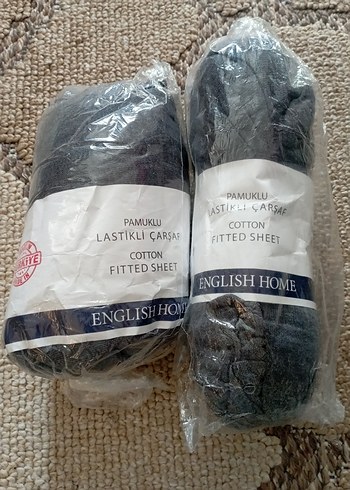 PAMUKLU
LASTİKLİ ÇARŞAF
COTTON
FITTED SHEET
ENGLISH HOME
PAMUKLU
LASTİKLİ ÇARŞAF
COTTON
FITTED SHEET
ENGLISH HOME